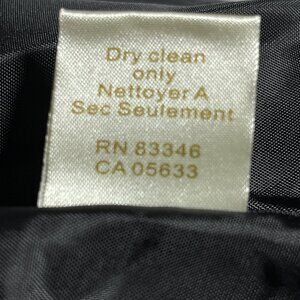 Dry clean
only
Nettoyer A
Sec Seulement
RN 83346
CA 05633